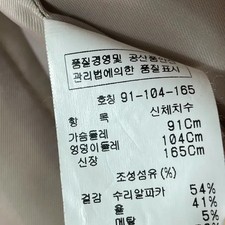 품질경영및 공산품안전
관리법에의한 품질표시
호칭 91-104-165
항 목 신체치수
가슴둘레 91Cm
엉덩이둘레 104Cm
신장 165Cm
조성섬유(%)
겉감 수리알파카 54%
울 41%
메탈 5%